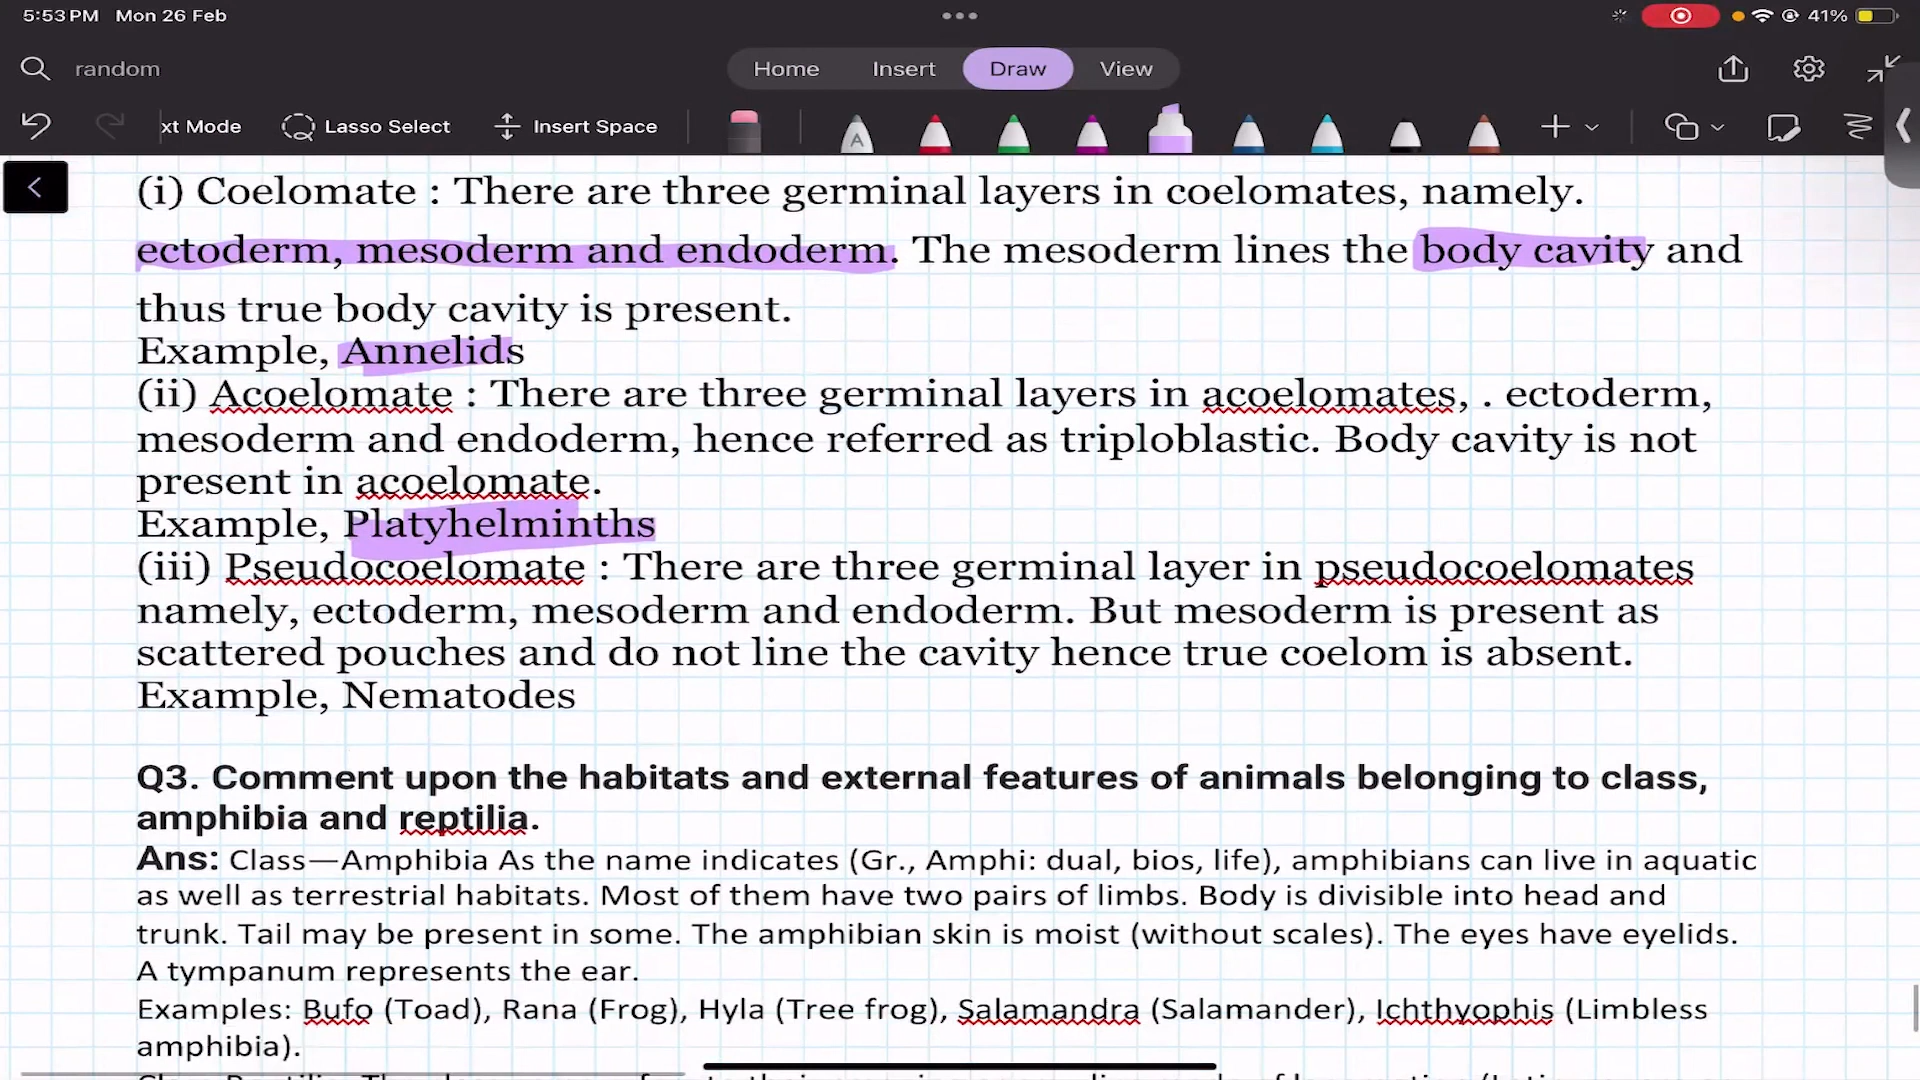 5:53 PM Mon 26 Feb
41%
random
Home Insert Draw View
xt Mode Lasso Select Insert Space
A
(i) Coelomate : There are three germinal layers in coelomates, namely.
ectoderm, mesoderm and endoderm. The mesoderm lines the body cavity and
thus true body cavity is present.
Example, Annelids
(ii) Acoelomate : There are three germinal layers in acoelomates, . ectoderm,
mesoderm and endoderm, hence referred as triploblastic. Body cavity is not
present in acoelomate.
Example, Platyhelminths
(iii) Pseudocoelomate : There are three germinal layer in pseudocoelomates
namely, ectoderm, mesoderm and endoderm. But mesoderm is present as
scattered pouches and do not line the cavity hence true coelom is absent.
Example, Nematodes
Q3. Comment upon the habitats and external features of animals belonging to class,
amphibia and reptilia.
Ans: Class—Amphibia As the name indicates (Gr., Amphi: dual, bios, life), amphibians can live in aquatic
as well as terrestrial habitats. Most of them have two pairs of limbs. Body is divisible into head and
trunk. Tail may be present in some. The amphibian skin is moist (without scales). The eyes have eyelids.
A tympanum represents the ear.
Examples: Bufo (Toad), Rana (Frog), Hyla (Tree frog), Salamandra (Salamander), Ichthyophis (Limbless
amphibia).